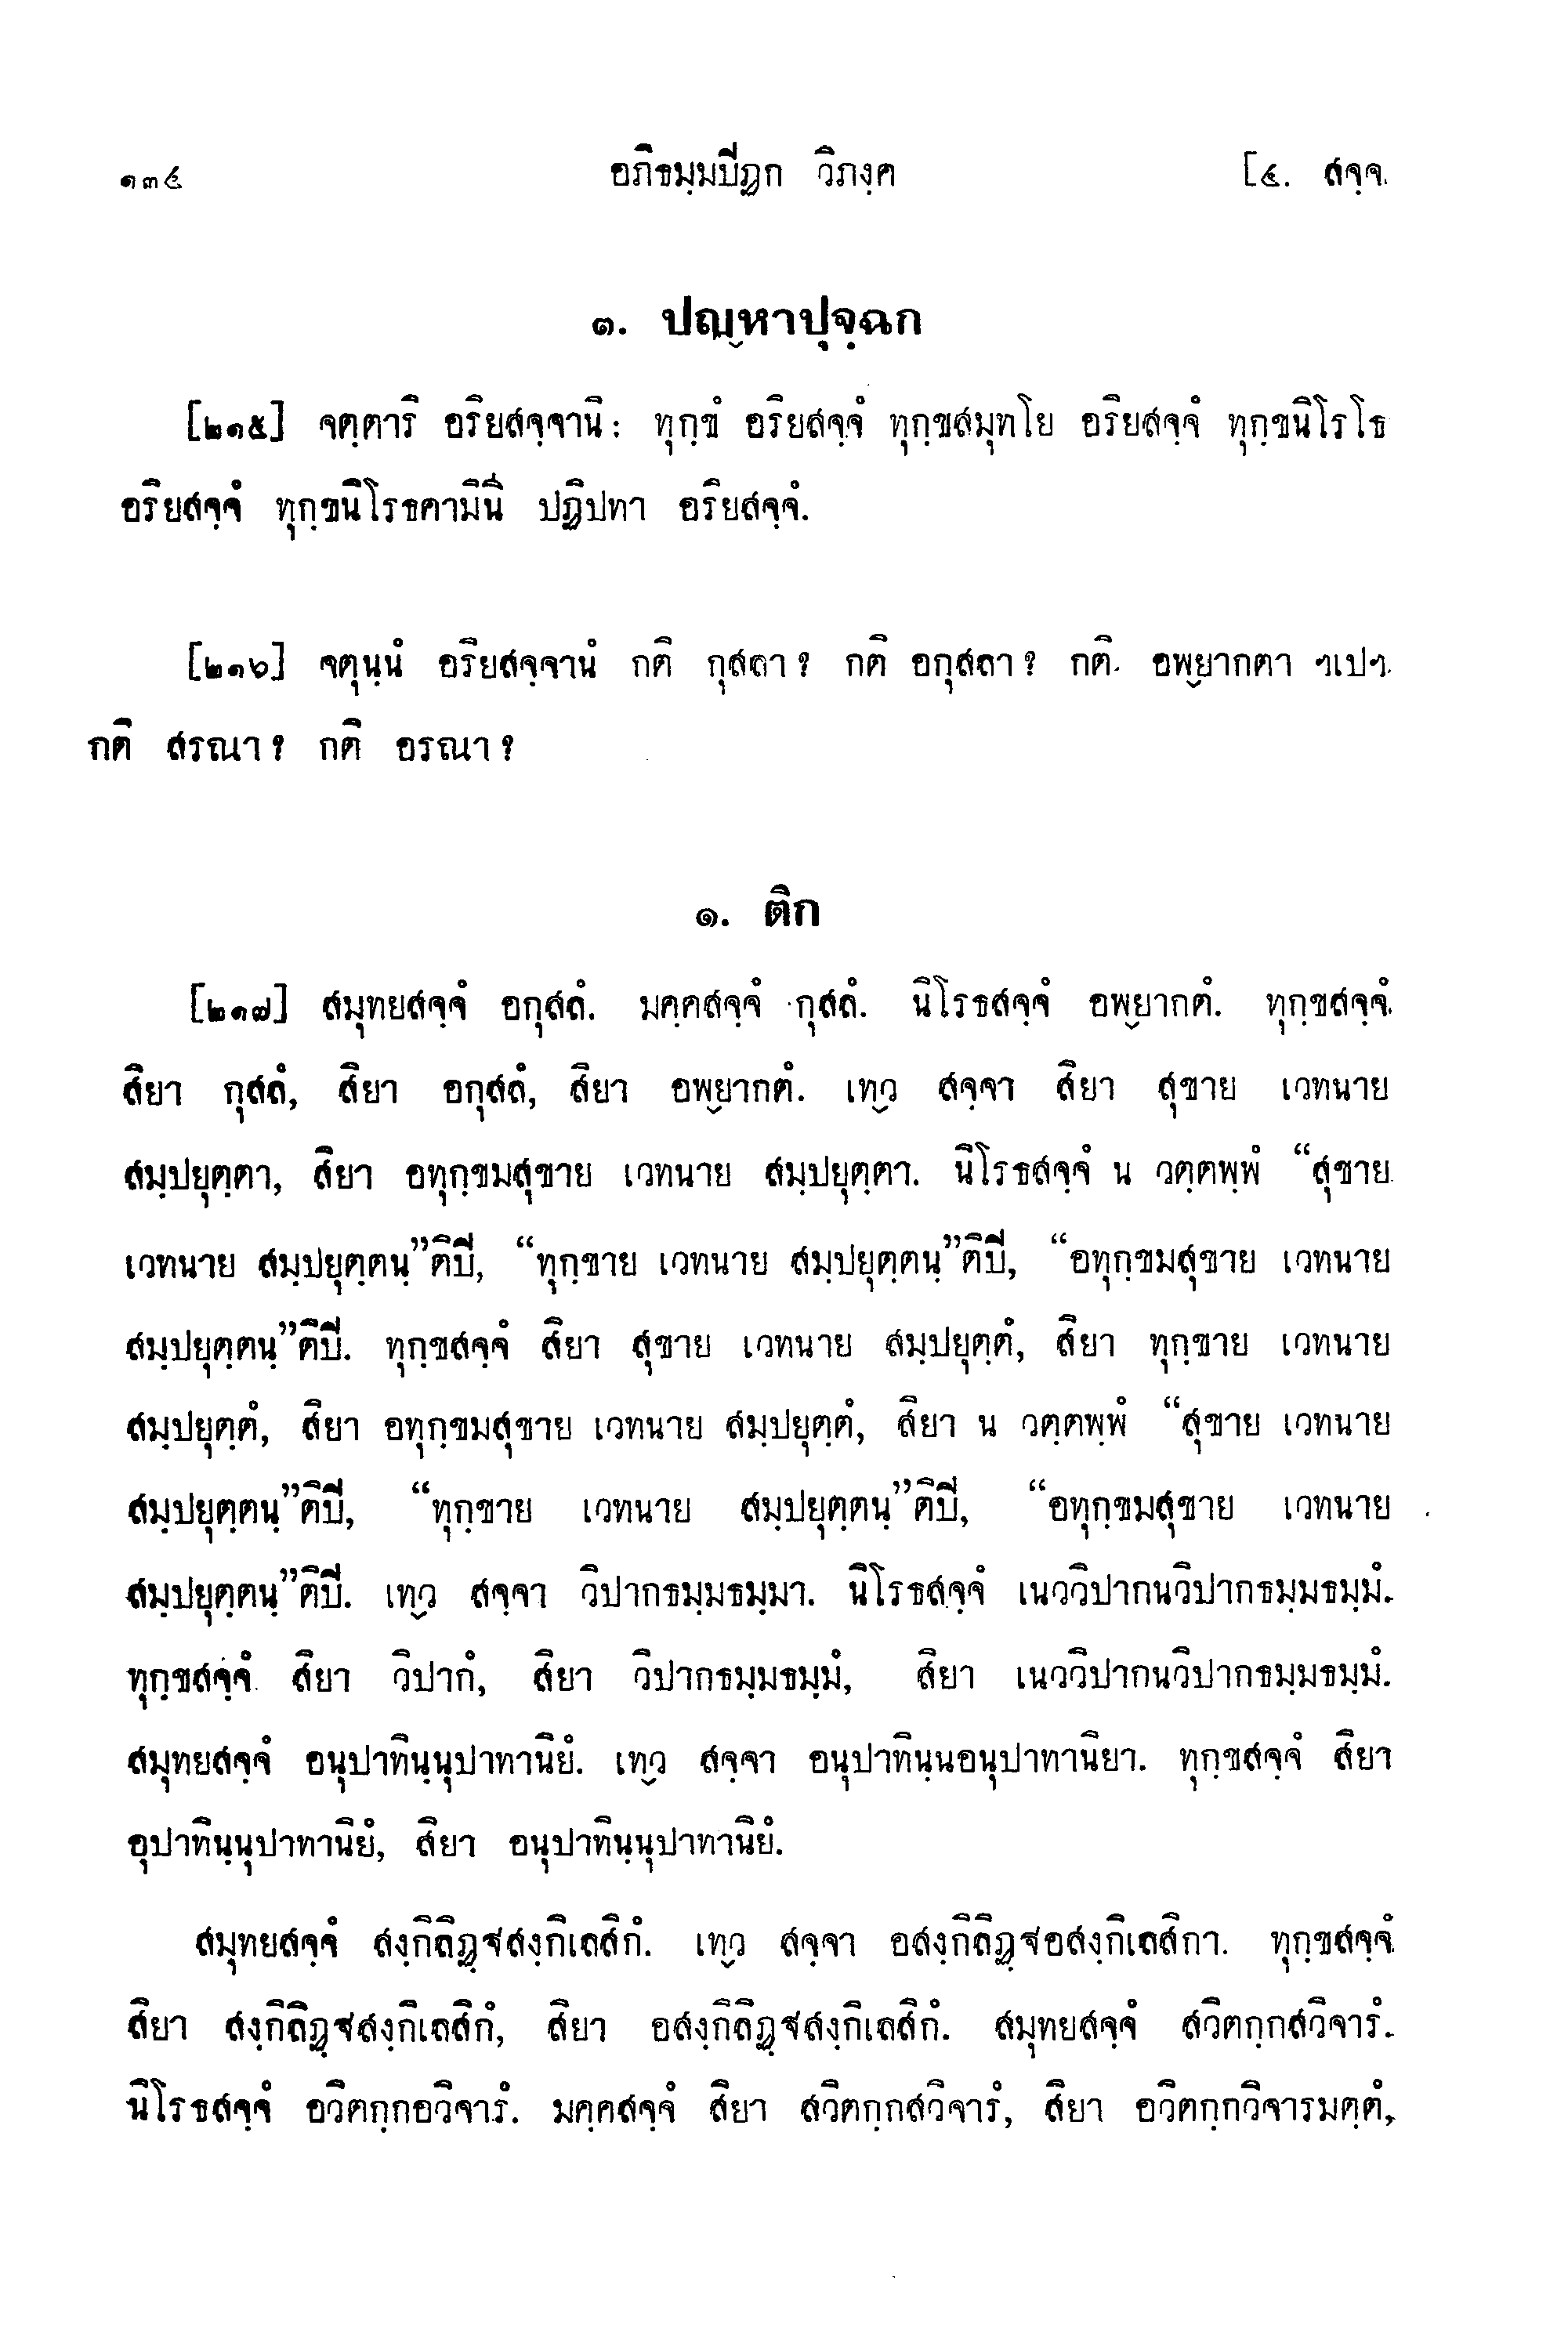 ๑๓๔ อภิธมฺมปีฏก วิภงฺค [๔. สจฺจ.
๓. ปญฺหาปุจฺฉก
[๒๑๕] จตฺตาริ อริยสจฺจานิ: ทุกฺขํ อริยสจฺจํ ทุกฺขสมุทโย อริยสจฺจํ ทุกฺขนิโรโธ
อริยสจฺจํ ทุกฺขนิโรธคามินี ปฏิปทา อริยสจฺจํ.
[๒๑๖] จตุนฺนํ อริยสจฺจานํ กติ กุสลา? กติ อกุสลา? กติ อพฺยากตา ฯเปฯ
กติ สรณา? กติ อรณา?
๑. ติก
[๒๑๗] สมุทยสจฺจํ อกุสลํ. มคฺคสจฺจํ กุสลํ. นิโรธสจฺจํ อพฺยากตํ. ทุกฺขสจฺจํ
สิยา กุสลํ, สิยา อกุสลํ, สิยา อพฺยากตํ. เทฺว สจฺจา สิยา สุขาย เวทนาย
สมฺปยุตฺตา, สิยา อทุกฺขมสุขาย เวทนาย สมฺปยุตฺตา. นิโรธสจฺจํ น วตฺตพฺพํ “สุขาย
เวทนาย สมฺปยุตฺตนฺ”ติปี, “ทุกฺขาย เวทนาย สมฺปยุตฺตนฺ”ติปี, “อทุกฺขมสุขาย เวทนาย
สมฺปยุตฺตนฺ”ติปี. ทุกฺขสจฺจํ สิยา สุขาย เวทนาย สมฺปยุตฺตํ, สิยา ทุกฺขาย เวทนาย
สมฺปยุตฺตํ, สิยา อทุกฺขมสุขาย เวทนาย สมฺปยุตฺตํ, สิยา น วตฺตพฺพํ “สุขาย เวทนาย
สมฺปยุตฺตนฺ”ติปี, “ทุกฺขาย เวทนาย สมฺปยุตฺตนฺ”ติปี, “อทุกฺขมสุขาย เวทนาย
สมฺปยุตฺตนฺ”ติปี. เทฺว สจฺจา วิปากธมฺมธมฺมา. นิโรธสจฺจํ เนววิปากนวิปากธมฺมธมฺมํ.
ทุกฺขสจฺจํ สิยา วิปากํ, สิยา วิปากธมฺมธมฺมํ, สิยา เนววิปากนวิปากธมฺมธมฺมํ.
สมุทยสจฺจํ อนุปาทินฺนุปาทานิยํ. เทฺว สจฺจา อนุปาทินฺนอนุปาทานิยา. ทุกฺขสจฺจํ สิยา
อุปาทินฺนุปาทานิยํ, สิยา อนุปาทินฺนุปาทานิยํ.
สมุทยสจฺจํ สงฺกิลิฏฺฐสงฺกิเลสิกํ. เทฺว สจฺจา อสงฺกิลิฏฺฐอสงฺกิเลสิกา. ทุกฺขสจฺจํ
สิยา สงฺกิลิฏฺฐสงฺกิเลสิกํ, สิยา อสงฺกิลิฏฺฐสงฺกิเลสิกํ. สมุทยสจฺจํ สวิตกฺกสวิจารํ.
นิโรธสจฺจํ อวิตกฺกอวิจารํ. มคฺคสจฺจํ สิยา สวิตกฺกสวิจารํ, สิยา อวิตกฺกวิจารมตฺตํ,